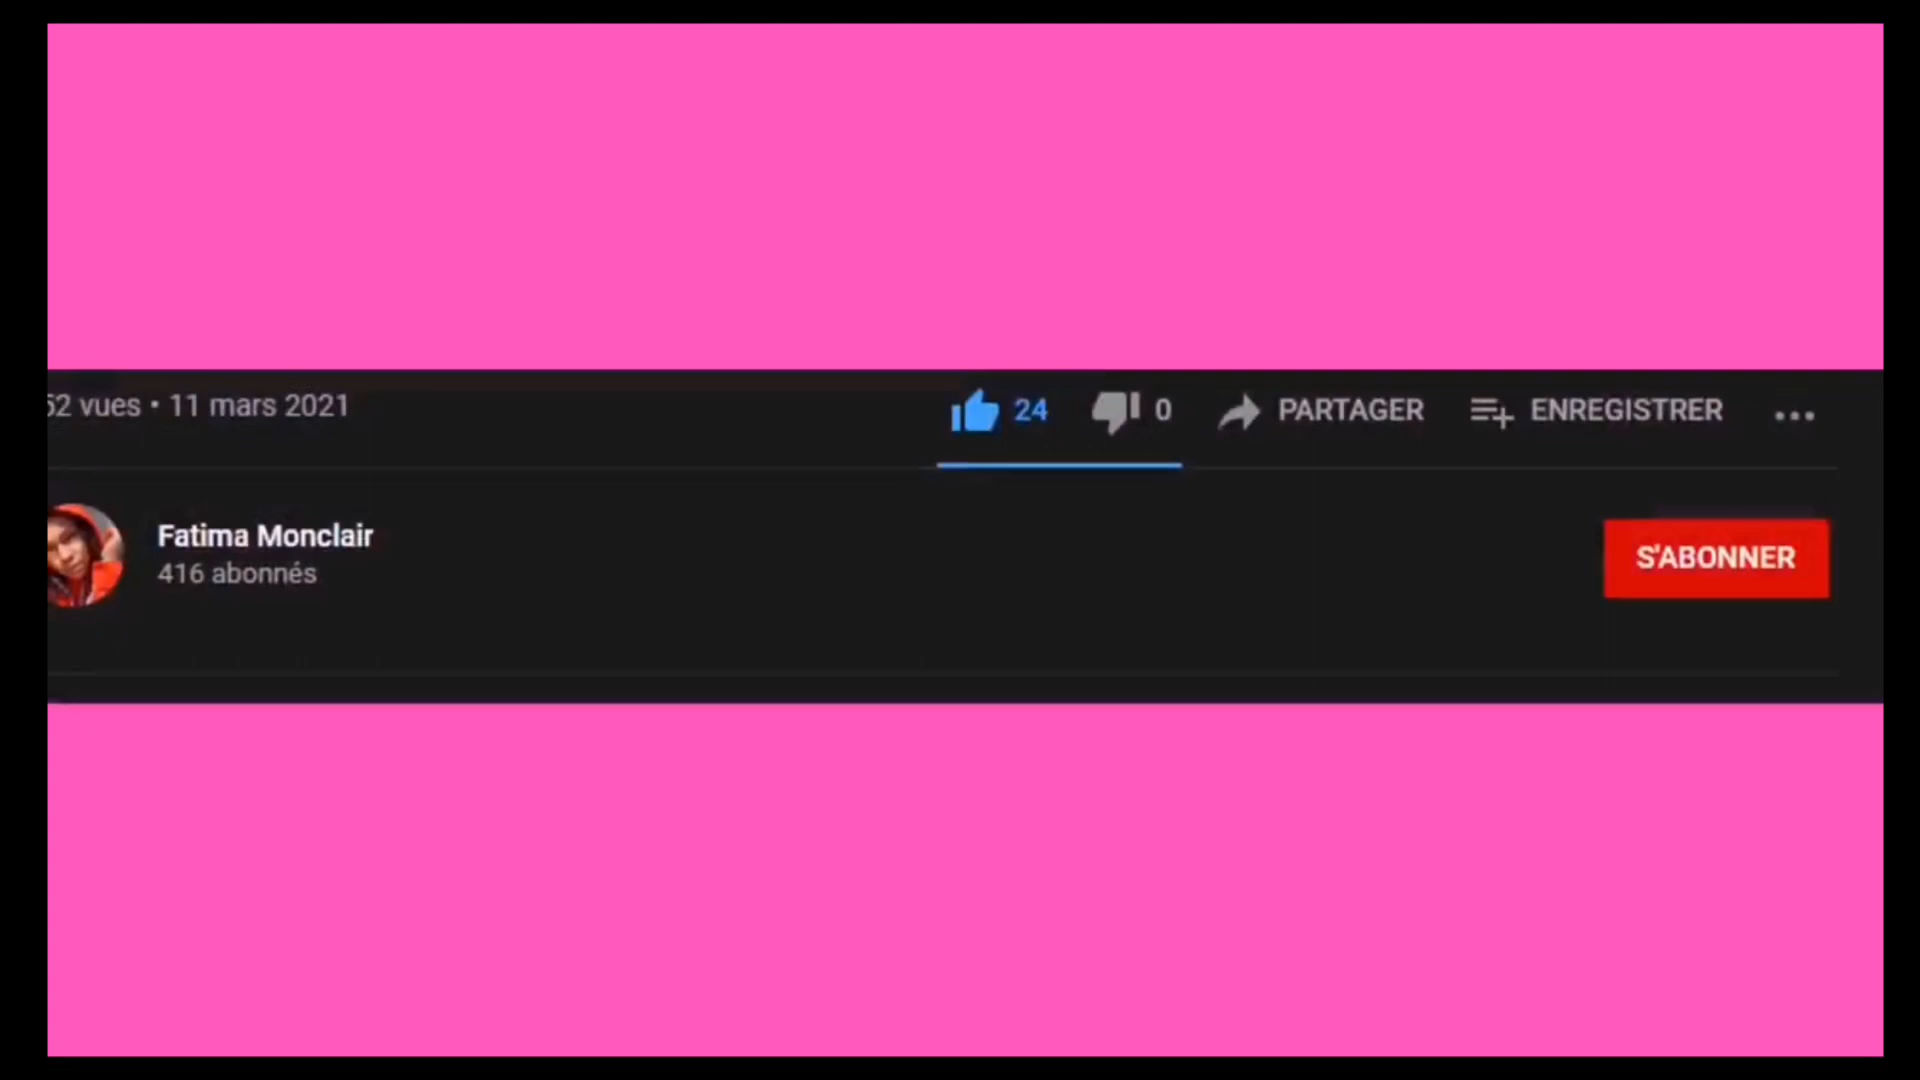 52 vues • 11 mars 2021
24
0
PARTAGER
ENREGISTRER
Fatima Monclair
416 abonnés
S'ABONNER